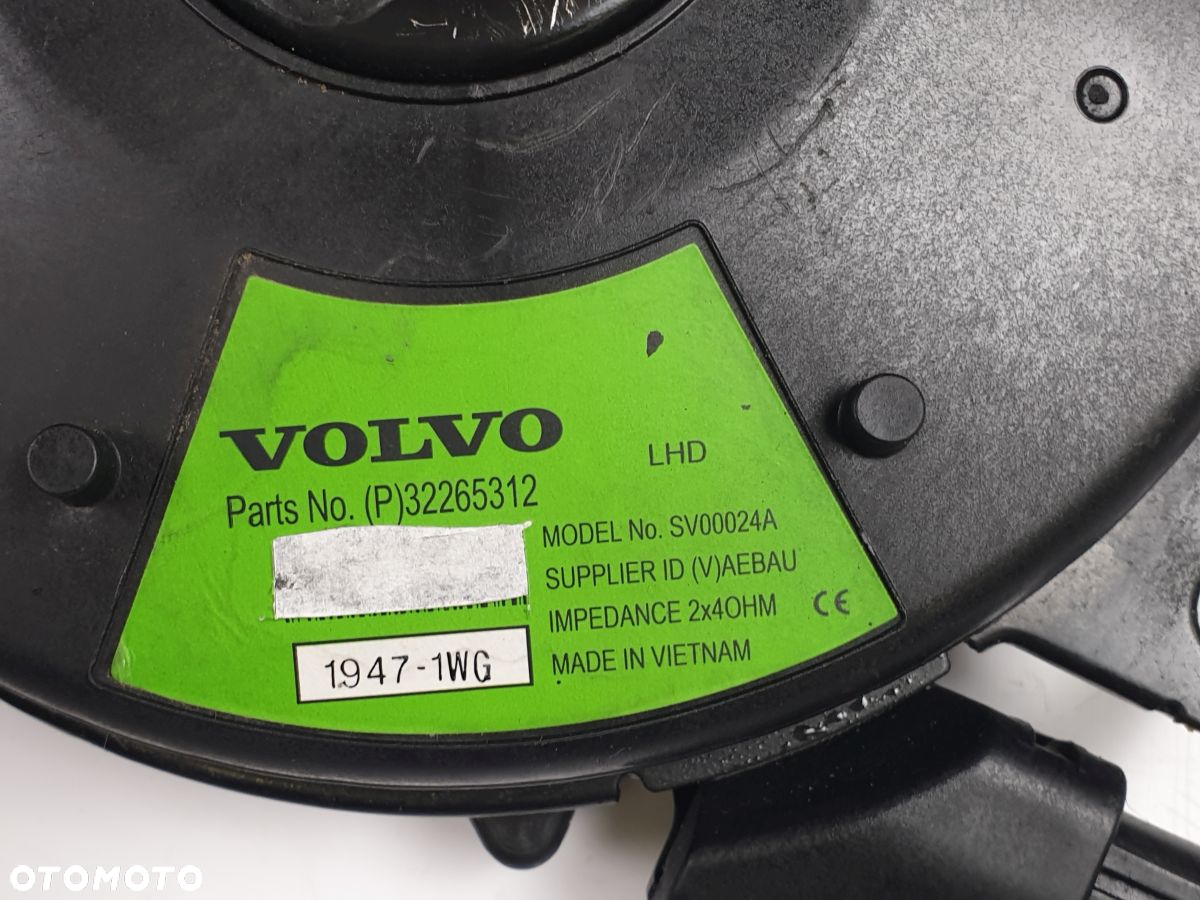 VOLVO
LHD
Parts No. (P)32265312
MODEL No. SV00024A
SUPPLIER ID (V)AEBAU
IMPEDANCE 2x4OHM
CE
MADE IN VIETNAM
1947-1WG
OTOMOTO